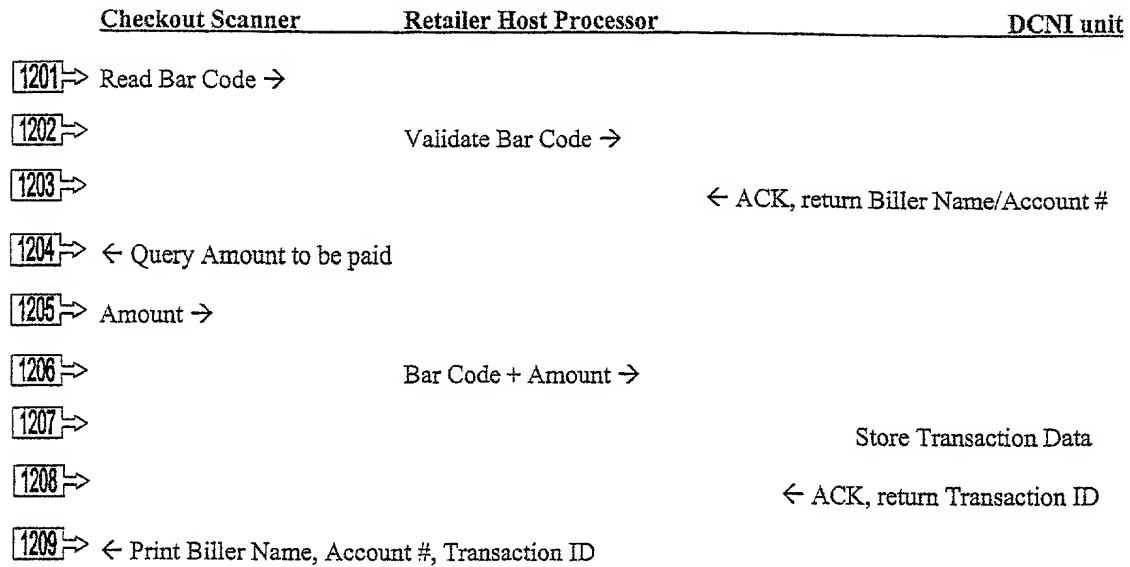 Checkout Scanner Retailer Host Processor DCNI unit
1201 ⇒ Read Bar Code →
1202 ⇒ Validate Bar Code →
1203 ⇒ ← ACK, return Biller Name/Account #
1204 ⇒ ← Query Amount to be paid
1205 ⇒ Amount →
1206 ⇒ Bar Code + Amount →
1207 ⇒ Store Transaction Data
1208 ⇒ ← ACK, return Transaction ID
1209 ⇒ ← Print Biller Name, Account #, Transaction ID